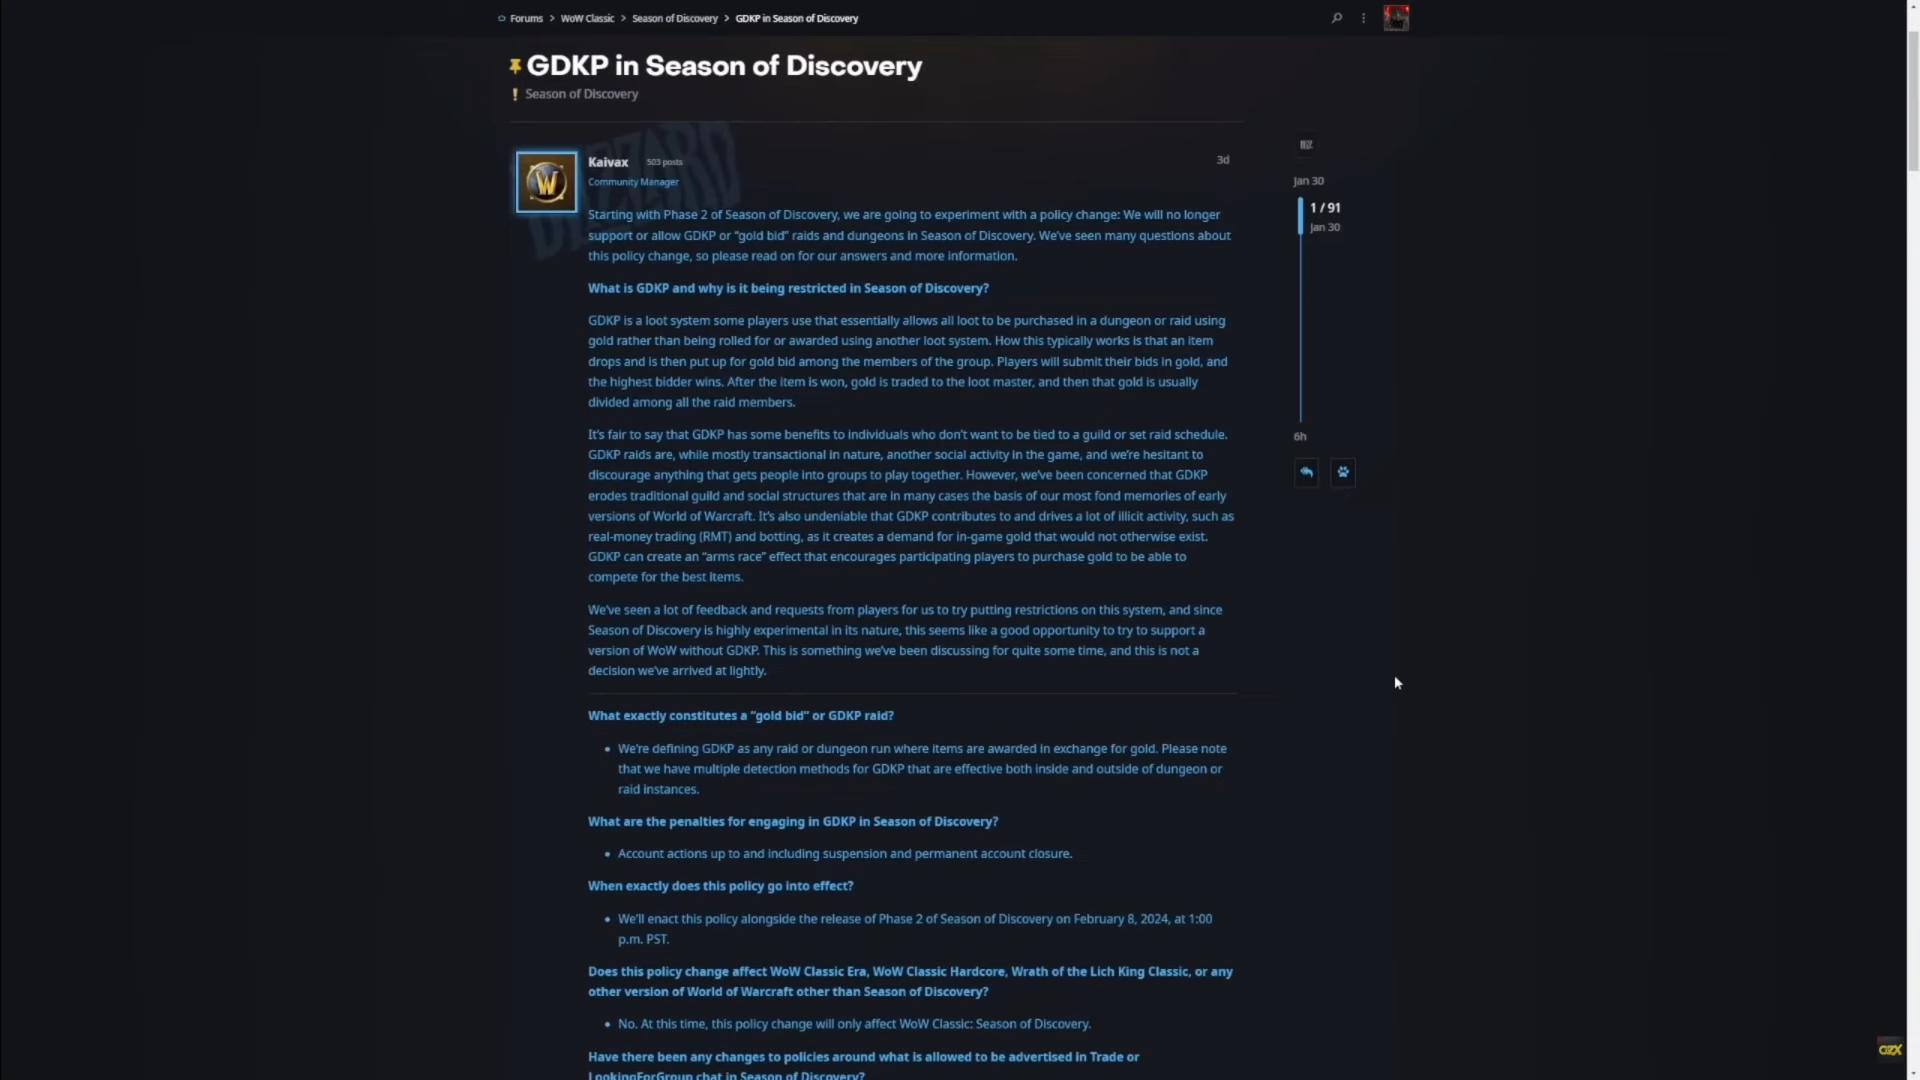 Forums > WoW Classic > Season of Discovery > GDKP in Season of Discovery
GDKP in Season of Discovery
Season of Discovery
BLIZZARD
W
Kaivax 503 posts 3d
Community Manager
Jan 30
1 / 91
Jan 30
6h
Starting with Phase 2 of Season of Discovery, we are going to experiment with a policy change: We will no longer
support or allow GDKP or “gold bid” raids and dungeons in Season of Discovery. We’ve seen many questions about
this policy change, so please read on for our answers and more information.
What is GDKP and why is it being restricted in Season of Discovery?
GDKP is a loot system some players use that essentially allows all loot to be purchased in a dungeon or raid using
gold rather than being rolled for or awarded using another loot system. How this typically works is that an item
drops and is then put up for gold bid among the members of the group. Players will submit their bids in gold, and
the highest bidder wins. After the item is won, gold is traded to the loot master, and then that gold is usually
divided among all the raid members.
It’s fair to say that GDKP has some benefits to individuals who don’t want to be tied to a guild or set raid schedule.
GDKP raids are, while mostly transactional in nature, another social activity in the game, and we’re hesitant to
discourage anything that gets people into groups to play together. However, we’ve been concerned that GDKP
erodes traditional guild and social structures that are in many cases the basis of our most fond memories of early
versions of World of Warcraft. It’s also undeniable that GDKP contributes to and drives a lot of illicit activity, such as
real-money trading (RMT) and botting, as it creates a demand for in-game gold that would not otherwise exist.
GDKP can create an “arms race” effect that encourages participating players to purchase gold to be able to
compete for the best items.
We’ve seen a lot of feedback and requests from players for us to try putting restrictions on this system, and since
Season of Discovery is highly experimental in its nature, this seems like a good opportunity to try to support a
version of WoW without GDKP. This is something we’ve been discussing for quite some time, and this is not a
decision we’ve arrived at lightly.
What exactly constitutes a “gold bid” or GDKP raid?
• We’re defining GDKP as any raid or dungeon run where items are awarded in exchange for gold. Please note
that we have multiple detection methods for GDKP that are effective both inside and outside of dungeon or
raid instances.
What are the penalties for engaging in GDKP in Season of Discovery?
• Account actions up to and including suspension and permanent account closure.
When exactly does this policy go into effect?
• We’ll enact this policy alongside the release of Phase 2 of Season of Discovery on February 8, 2024, at 1:00
p.m. PST.
Does this policy change affect WoW Classic Era, WoW Classic Hardcore, Wrath of the Lich King Classic, or any
other version of World of Warcraft other than Season of Discovery?
• No. At this time, this policy change will only affect WoW Classic: Season of Discovery.
Have there been any changes to policies around what is allowed to be advertised in Trade or
LookingForGroup chat in Season of Discovery?